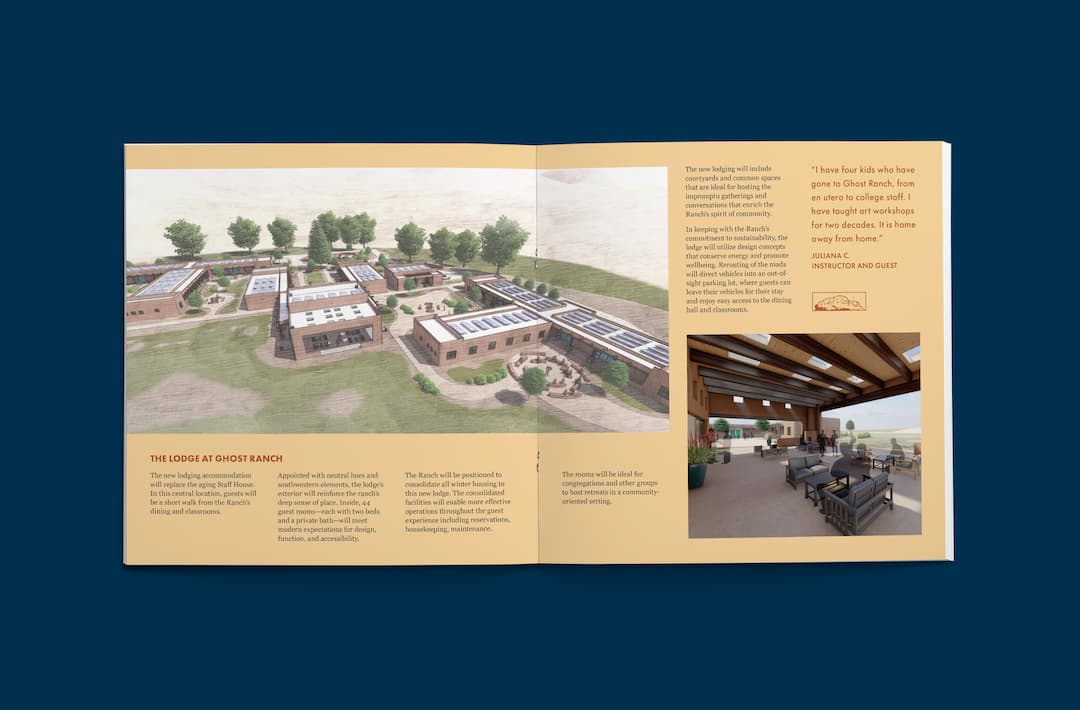 THE LODGE AT GHOST RANCH
The new lodging accommodation
will replace the aging Staff House.
In this central location, guests will
be a short walk from the Ranch's
dining and classrooms.
Appointed with neutral hues and
southwestern elements, the lodge's
exterior will reinforce the ranch's
deep sense of place. Inside, 44
guest rooms—each with two beds
and a private bath—will meet
modern expectations for design,
function, and accessibility.
The Ranch will be positioned to
consolidate all winter housing to
this new lodge. The consolidated
facilities will enable more effective
operations throughout the guest
experience including reservations,
housekeeping, maintenance.
The rooms will be ideal for
congregations and other groups
to host retreats in a community-
oriented setting.
The new lodging will include
courtyards and common spaces
that are ideal for hosting the
impromptu gatherings and
conversations that enrich the
Ranch's spirit of community.
In keeping with the Ranch's
commitment to sustainability, the
lodge will utilize design concepts
that conserve energy and promote
wellbeing. Rerouting of the roads
will direct vehicles into an out-of-
sight parking lot, where guests can
leave their vehicles for their stay
and enjoy easy access to the dining
hall and classrooms.
"I have four kids who have
gone to Ghost Ranch, from
en utero to college staff. I
have taught art workshops
for two decades. It is home
away from home."
JULIANA C.
INSTRUCTOR AND GUEST